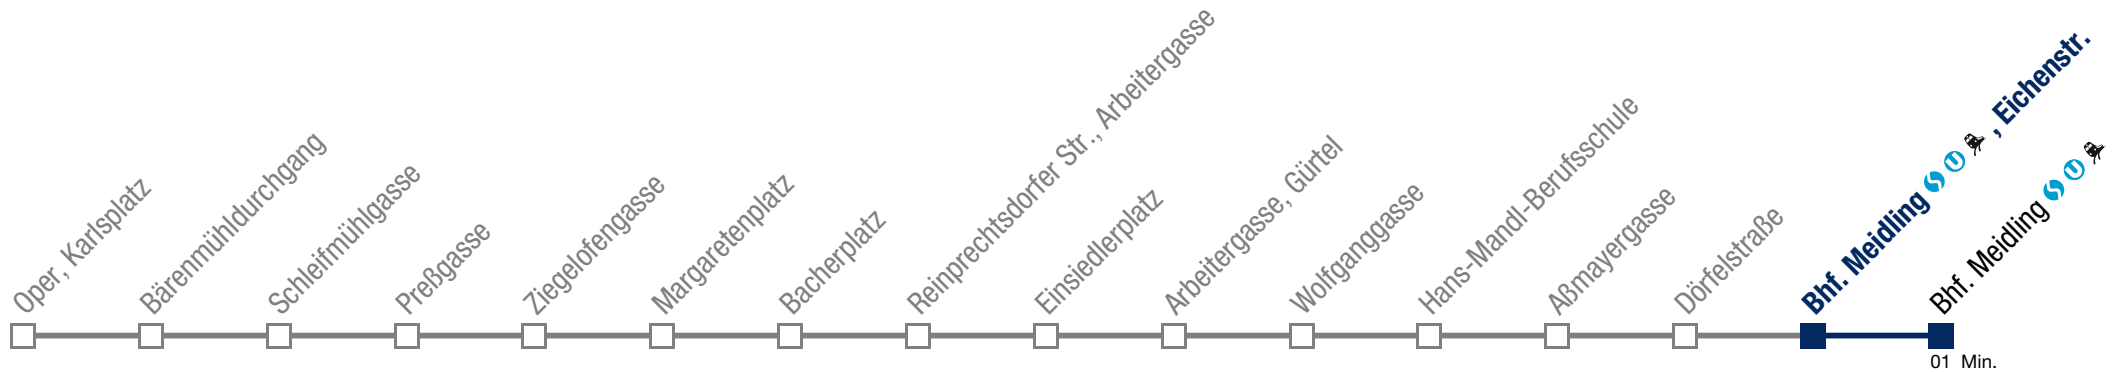 Oper, Karlsplatz
Bärenmühldurchgang
Schleifmühlgasse
Preßgasse
Ziegelofengasse
Margaretenplatz
Bacherplatz
Reinprechtsdorfer Str., Arbeitergasse
Einsiedlerplatz
Arbeitergasse, Gürtel
Wolfganggasse
Hans-Mandl-Berufsschule
Aßmayergasse
Dörfelstraße
Bhf. Meidling S U , Eichenstr.
Bhf. Meidling S U
01 Min.